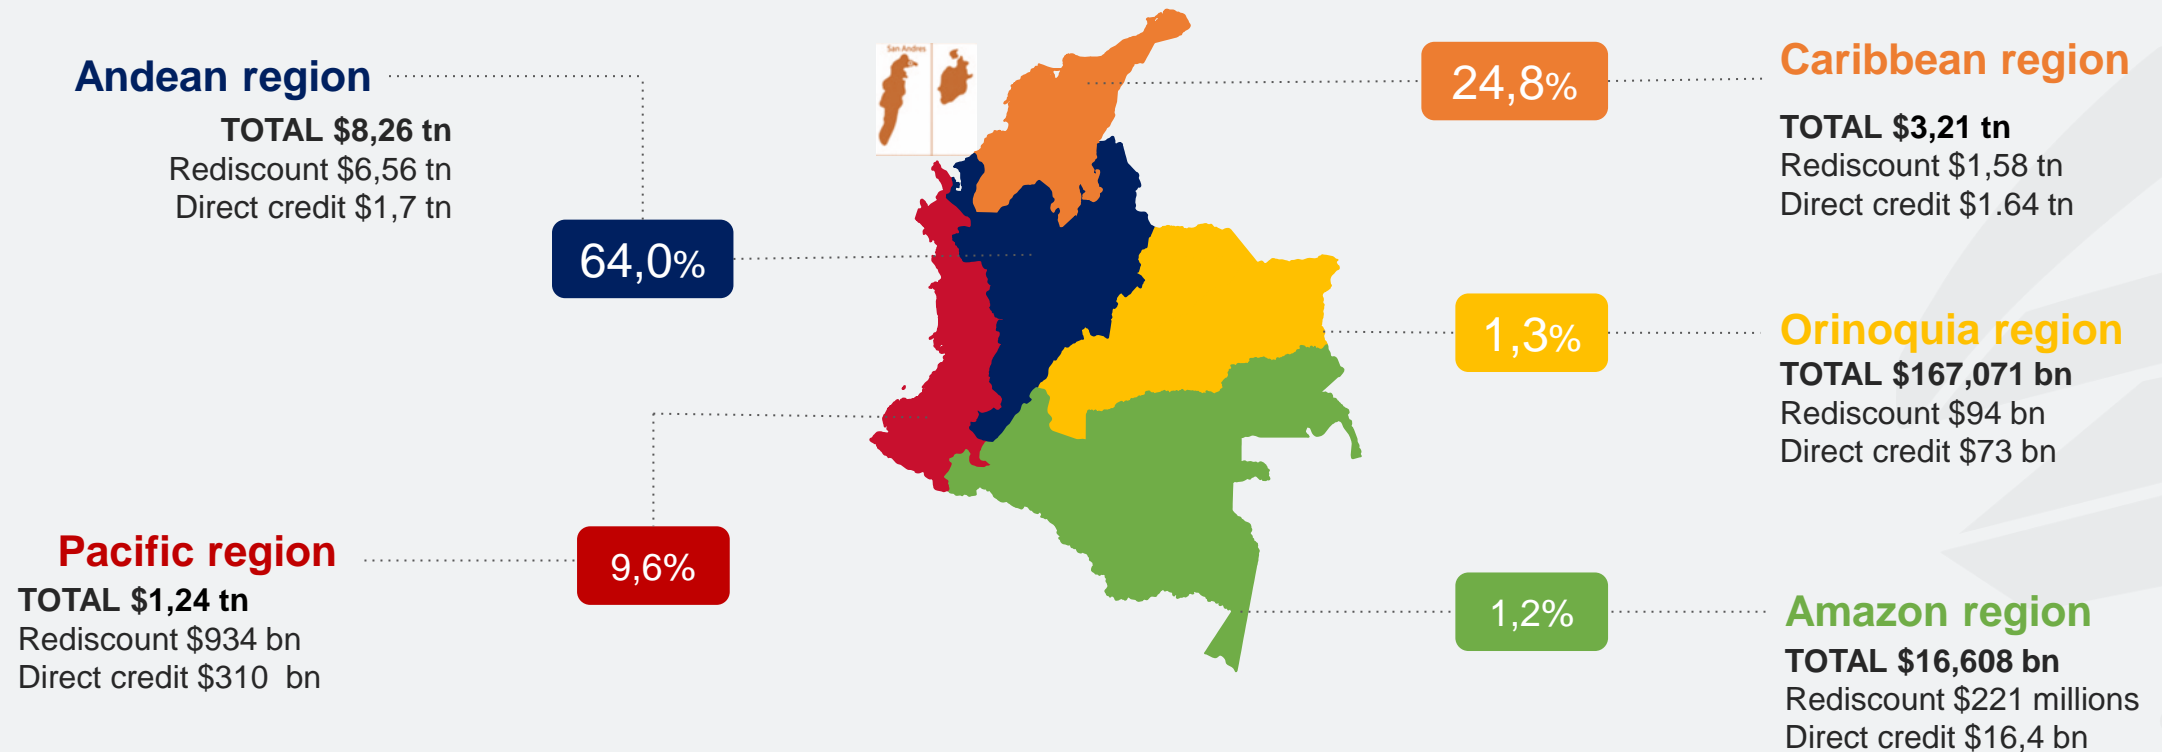 San Andres
Andean region
TOTAL $8,26 tn
Rediscount $6,56 tn
Direct credit $1,7 tn
64,0%
Pacific region
TOTAL $1,24 tn
Rediscount $934 bn
Direct credit $310 bn
9,6%
24,8%
Caribbean region
TOTAL $3,21 tn
Rediscount $1,58 tn
Direct credit $1.64 tn
1,3%
Orinoquia region
TOTAL $167,071 bn
Rediscount $94 bn
Direct credit $73 bn
1,2%
Amazon region
TOTAL $16,608 bn
Rediscount $221 millions
Direct credit $16,4 bn